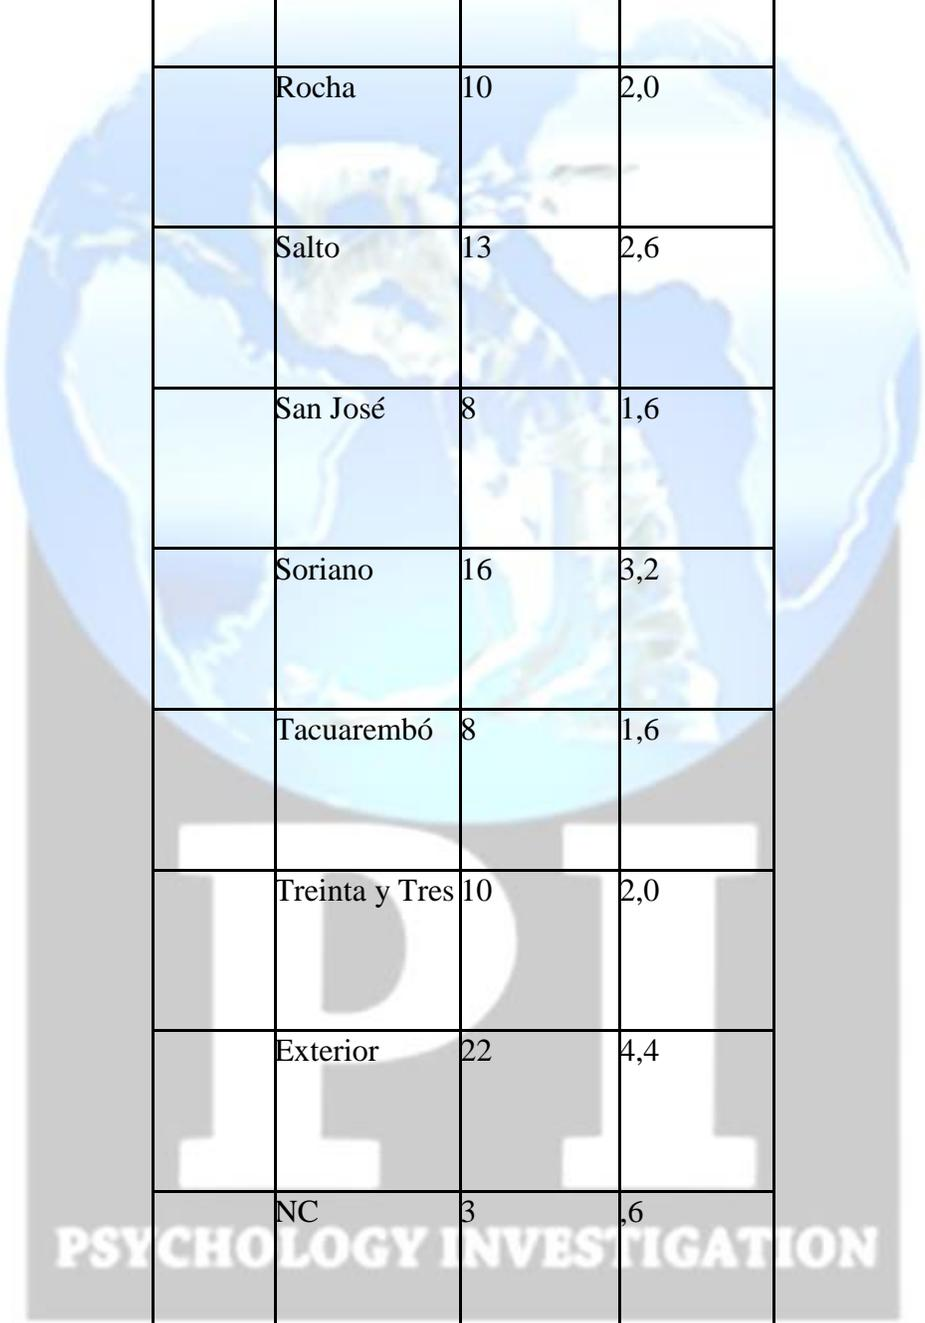 Rocha 10 2,0
Salto 13 2,6
San José 8 1,6
Soriano 16 3,2
Tacuarembó 8 1,6
Treinta y Tres 10 2,0
Exterior 22 4,4
NC 3 ,6
PI
PSYCHOLOGY INVESTIGATION